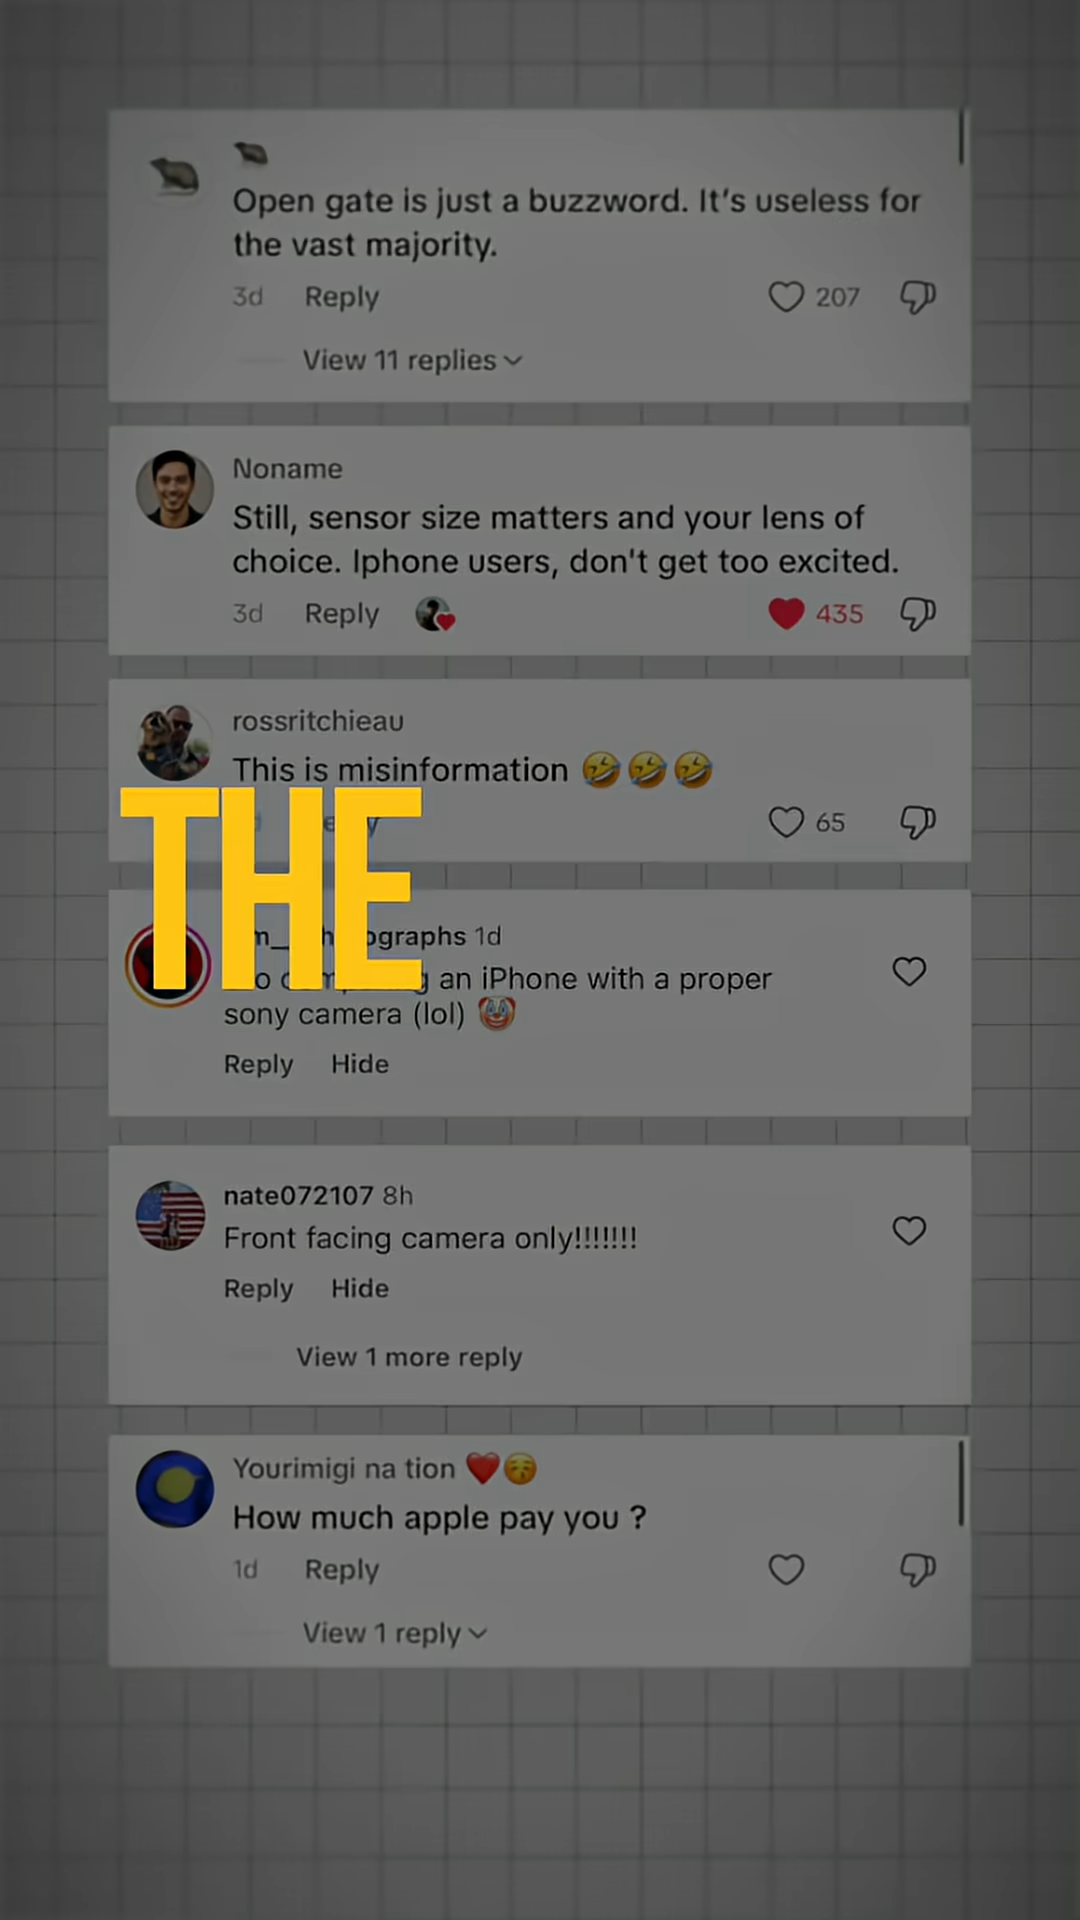 Open gate is just a buzzword. It's useless for
the vast majority.
3d Reply 207
View 11 replies
Noname
Still, sensor size matters and your lens of
choice. Iphone users, don't get too excited.
3d Reply 435
rossritchieau
This is misinformation 🤣🤣🤣
65
THE
1d
an iPhone with a proper
sony camera (lol) 🤡
Reply Hide
nate072107 8h
Front facing camera only!!!!!!!
Reply Hide
View 1 more reply
Yourimigi na tion ❤️😚
How much apple pay you ?
1d Reply
View 1 reply